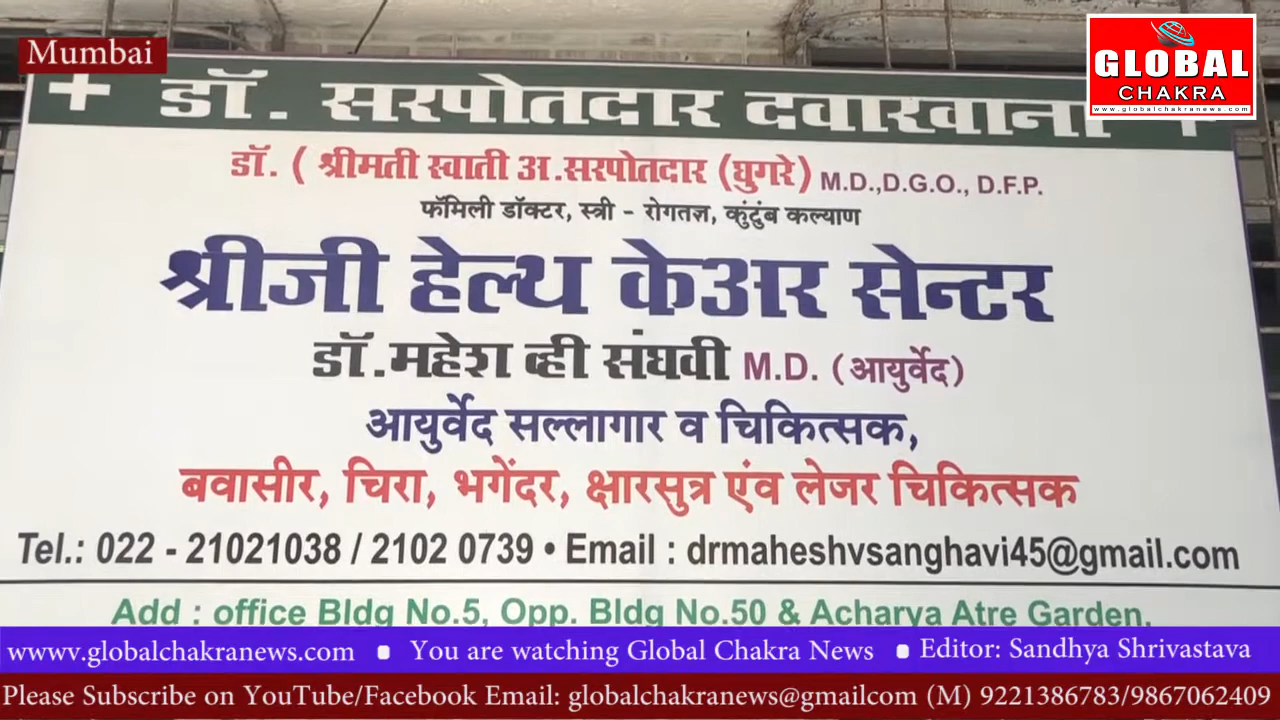 Mumbai
GLOBAL
CHAKRA
www.globalchakranews.com
+ डॉ. सरपोतदार दवाखाना +
डॉ. ( श्रीमती स्वाती अ.सरपोतदार (घुगरे) M.D.,D.G.O., D.F.P.
फॅमिली डॉक्टर, स्त्री - रोगतज्ञ, कुंटुंब कल्याण
श्रीजी हेल्थ केअर सेन्टर
डॉ.महेश व्ही संघवी M.D. (आयुर्वेद)
आयुर्वेद सल्लागार व चिकित्सक,
बवासीर, चिरा, भगेंदर, क्षारसुत्र एंव लेजर चिकित्सक
Tel.: 022 - 21021038 / 2102 0739 • Email : drmaheshvsanghavi45@gmail.com
Add : office Bldg No.5, Opp. Bldg No.50 & Acharya Atre Garden,
www.globalchakranews.com ▪ You are watching Global Chakra News ▪ Editor: Sandhya Shrivastava
Please Subscribe on YouTube/Facebook Email: globalchakranews@gmailcom (M) 9221386783/9867062409